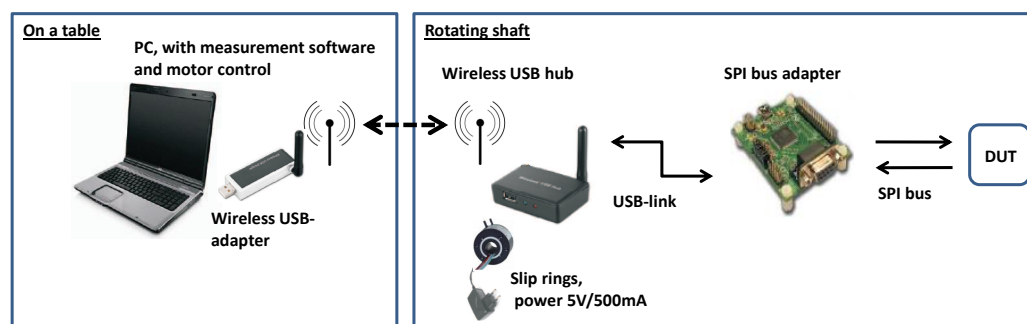 On a table
PC, with measurement software
and motor control
Wireless USB-
adapter
Rotating shaft
Wireless USB hub
SPI bus adapter
USB-link
DUT
SPI bus
Slip rings,
power 5V/500mA